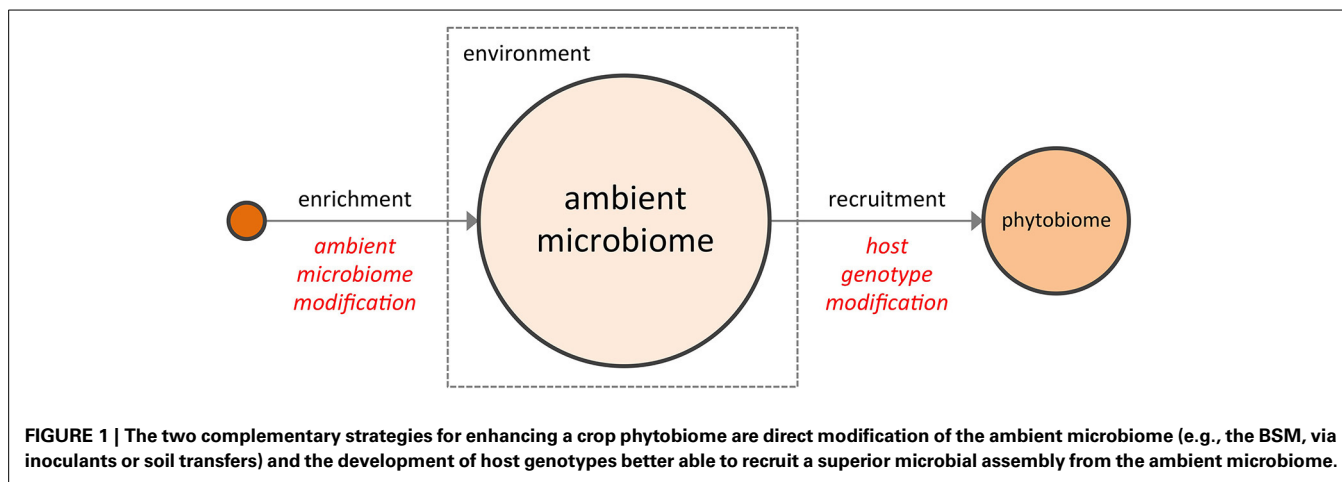 environment
enrichment
ambient
microbiome
modification
ambient
microbiome
recruitment
host
genotype
modification
phytobiome
FIGURE 1 | The two complementary strategies for enhancing a crop phytobiome are direct modification of the ambient microbiome (e.g., the BSM, via
inoculants or soil transfers) and the development of host genotypes better able to recruit a superior microbial assembly from the ambient microbiome.